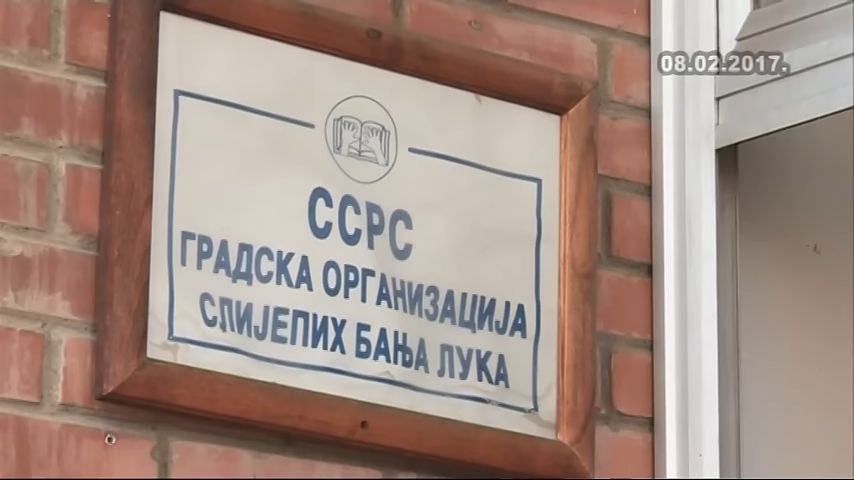 08.02.2017.
ССРС
ГРАДСКА ОРГАНИЗАЦИЈА
СЛИЈЕПИХ БАЊА ЛУКА